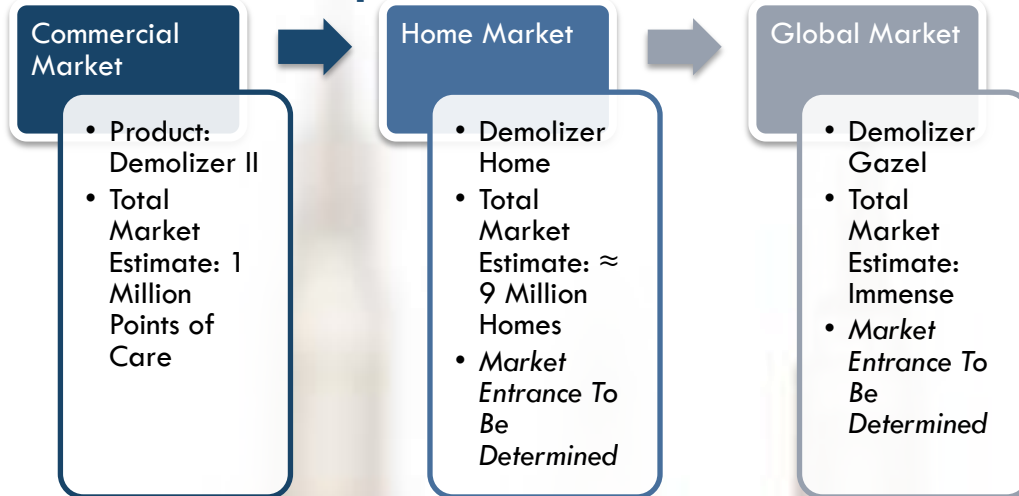 Commercial
Market
• Product:
Demolizer II
• Total
Market
Estimate: 1
Million
Points of
Care
Home Market
• Demolizer
Home
• Total
Market
Estimate: ≈
9 Million
Homes
• Market
Entrance To
Be
Determined
Global Market
• Demolizer
Gazel
• Total
Market
Estimate:
Immense
• Market
Entrance To
Be
Determined